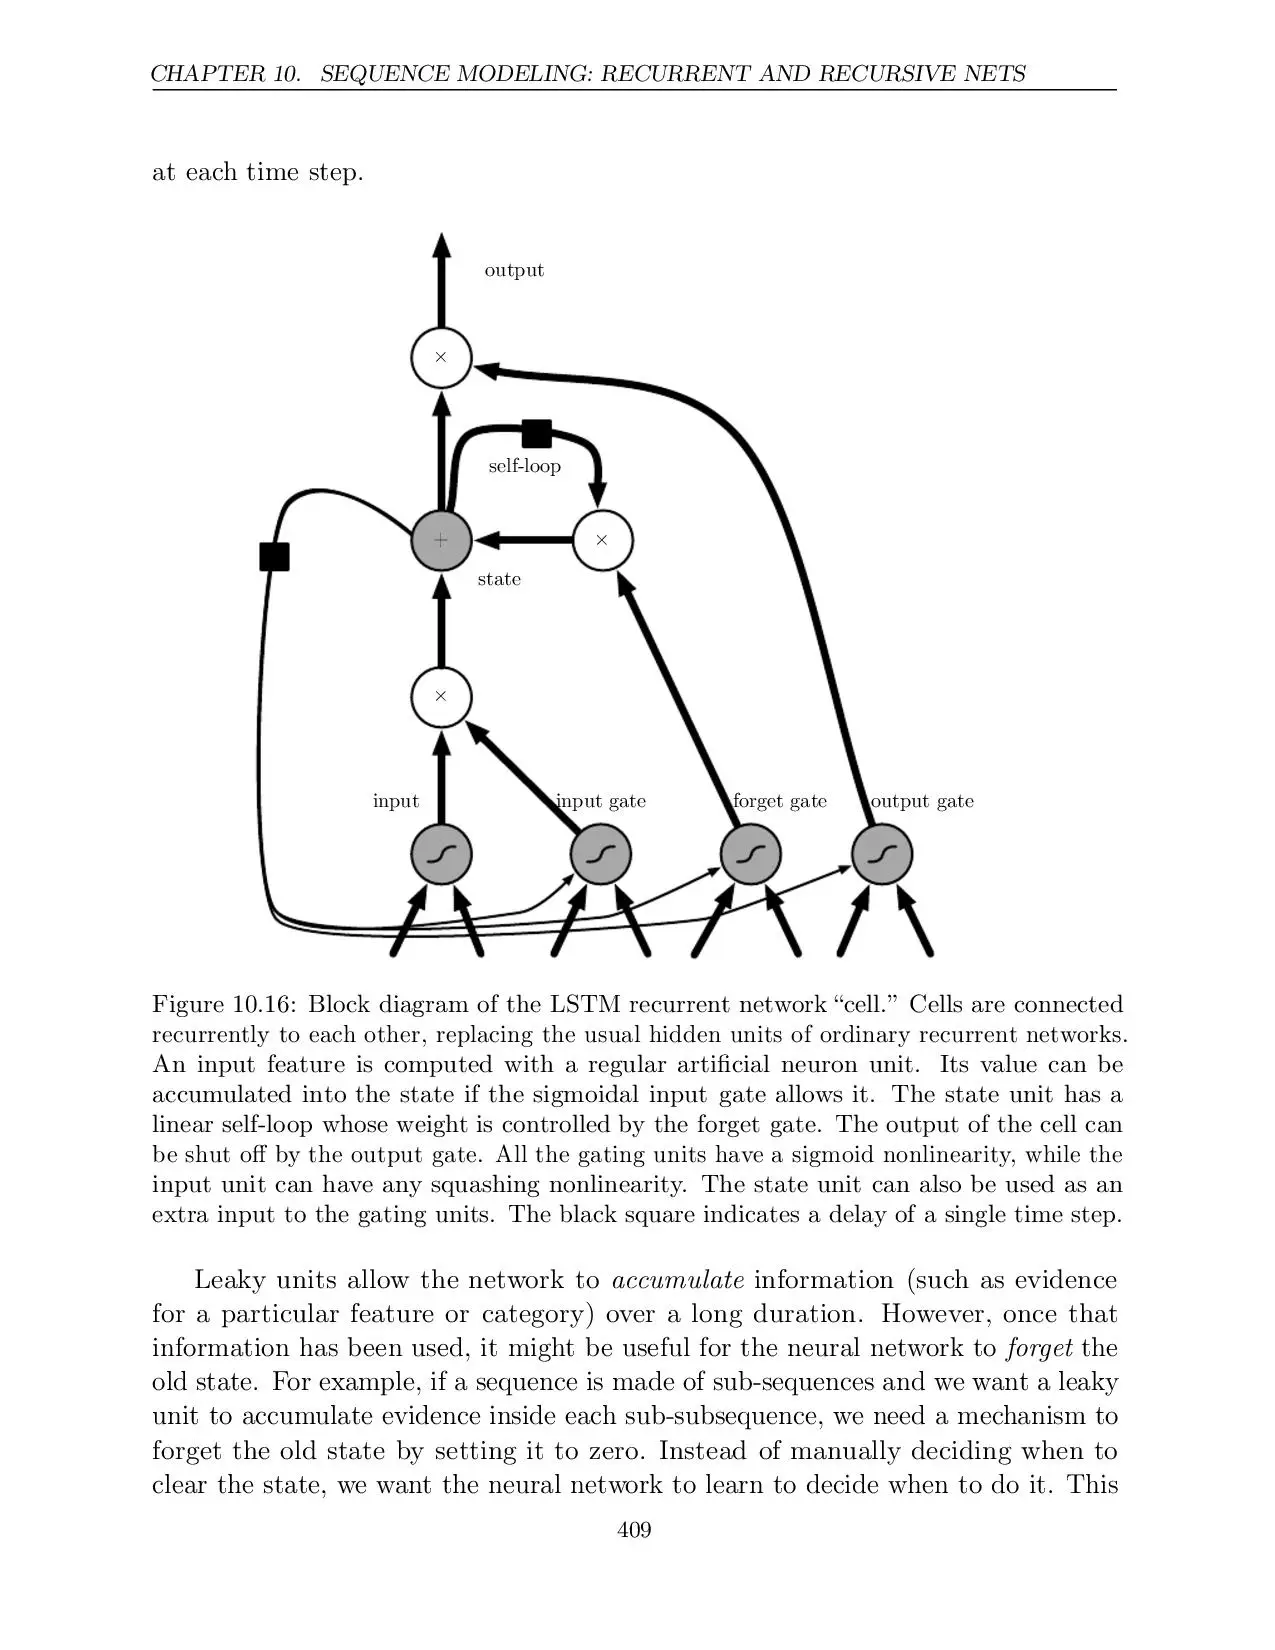 CHAPTER 10. SEQUENCE MODELING: RECURRENT AND RECURSIVE NETS
at each time step.
output
×
self-loop
+
×
state
×
input
input gate
forget gate
output gate
Figure 10.16: Block diagram of the LSTM recurrent network “cell.” Cells are connected
recurrently to each other, replacing the usual hidden units of ordinary recurrent networks.
An input feature is computed with a regular artificial neuron unit. Its value can be
accumulated into the state if the sigmoidal input gate allows it. The state unit has a
linear self-loop whose weight is controlled by the forget gate. The output of the cell can
be shut off by the output gate. All the gating units have a sigmoid nonlinearity, while the
input unit can have any squashing nonlinearity. The state unit can also be used as an
extra input to the gating units. The black square indicates a delay of a single time step.
Leaky units allow the network to accumulate information (such as evidence
for a particular feature or category) over a long duration. However, once that
information has been used, it might be useful for the neural network to forget the
old state. For example, if a sequence is made of sub-sequences and we want a leaky
unit to accumulate evidence inside each sub-subsequence, we need a mechanism to
forget the old state by setting it to zero. Instead of manually deciding when to
clear the state, we want the neural network to learn to decide when to do it. This
409